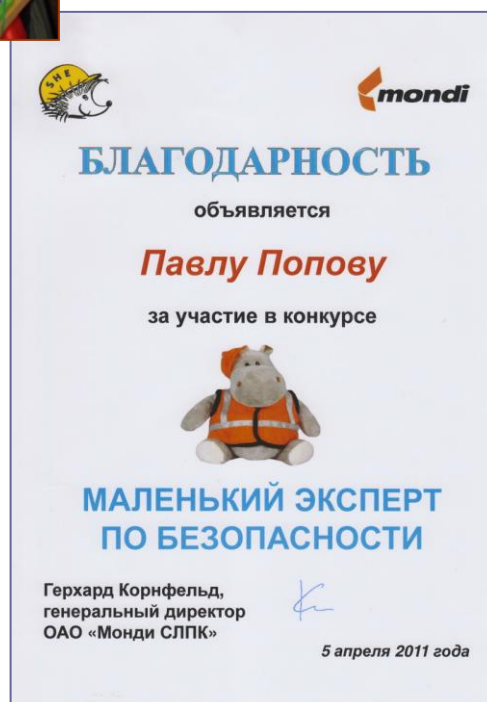 SHE
mondi
БЛАГОДАРНОСТЬ
объявляется
Павлу Попову
за участие в конкурсе
МАЛЕНЬКИЙ ЭКСПЕРТ
ПО БЕЗОПАСНОСТИ
Герхард Корнфельд,
генеральный директор
ОАО «Монди СЛПК»
5 апреля 2011 года